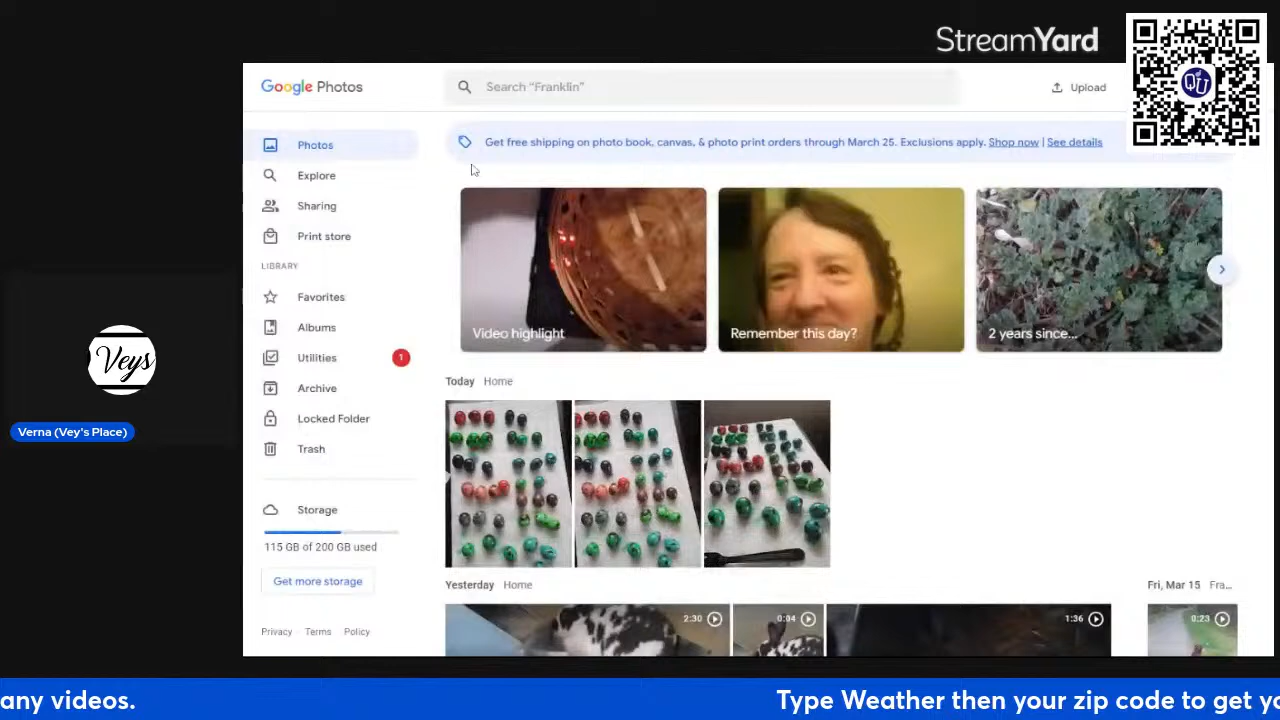 StreamYard
QU
Google Photos
Search “Franklin”
Upload
Photos
Explore
Sharing
Print store
LIBRARY
Favorites
Albums
Utilities
1
Archive
Locked Folder
Trash
Storage
115 GB of 200 GB used
Get more storage
Privacy Terms Policy
Get free shipping on photo book, canvas, & photo print orders through March 25. Exclusions apply. Shop now | See details
Video highlight
Remember this day?
2 years since...
Today Home
Yesterday Home
Fri, Mar 15 Fra...
2:30
0:04
1:36
0:23
Veys
Verna (Vey's Place)
any videos.
Type Weather then your zip code to get yo